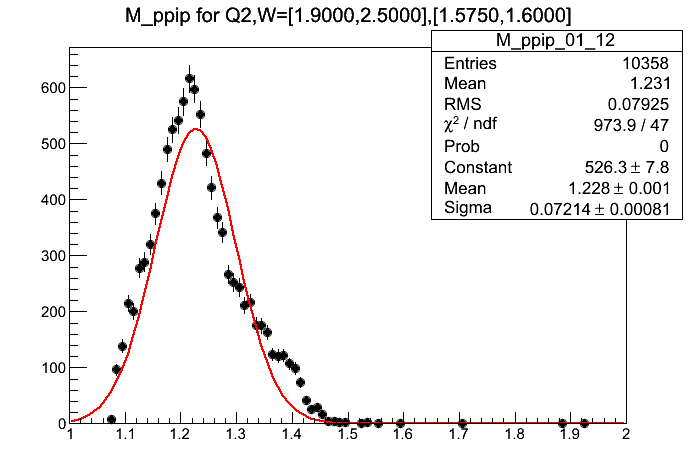 M_ppip for Q2,W=[1.9000,2.5000],[1.5750,1.6000]
M_ppip_01_12
Entries 10358
Mean 1.231
RMS 0.07925
χ² / ndf 973.9 / 47
Prob 0
Constant 526.3 ± 7.8
Mean 1.228 ± 0.001
Sigma 0.07214 ± 0.00081
600
500
400
300
200
100
0
1 1.1 1.2 1.3 1.4 1.5 1.6 1.7 1.8 1.9 2